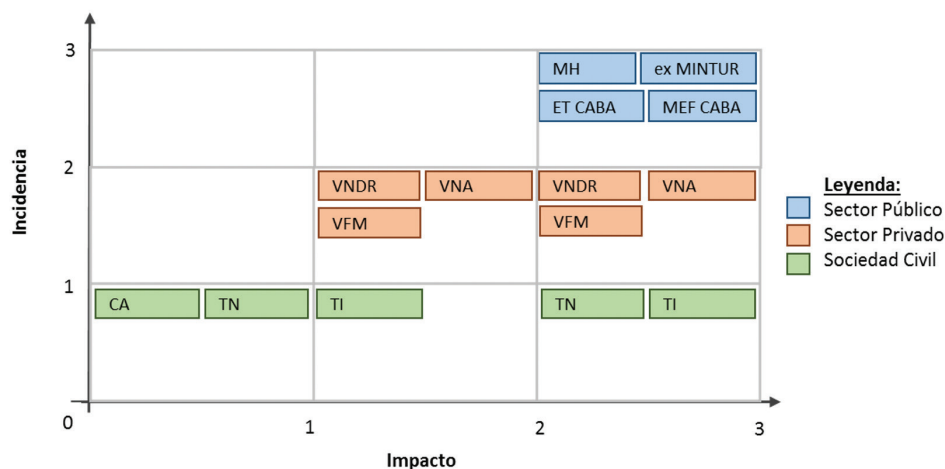 Incidencia
3
MH
ex MINTUR
ET CABA
MEF CABA
2
VNDR
VNA
VNDR
VNA
VFM
VFM
1
CA
TN
TI
TN
TI
0
1
2
3
Impacto
Leyenda:
Sector Público
Sector Privado
Sociedad Civil